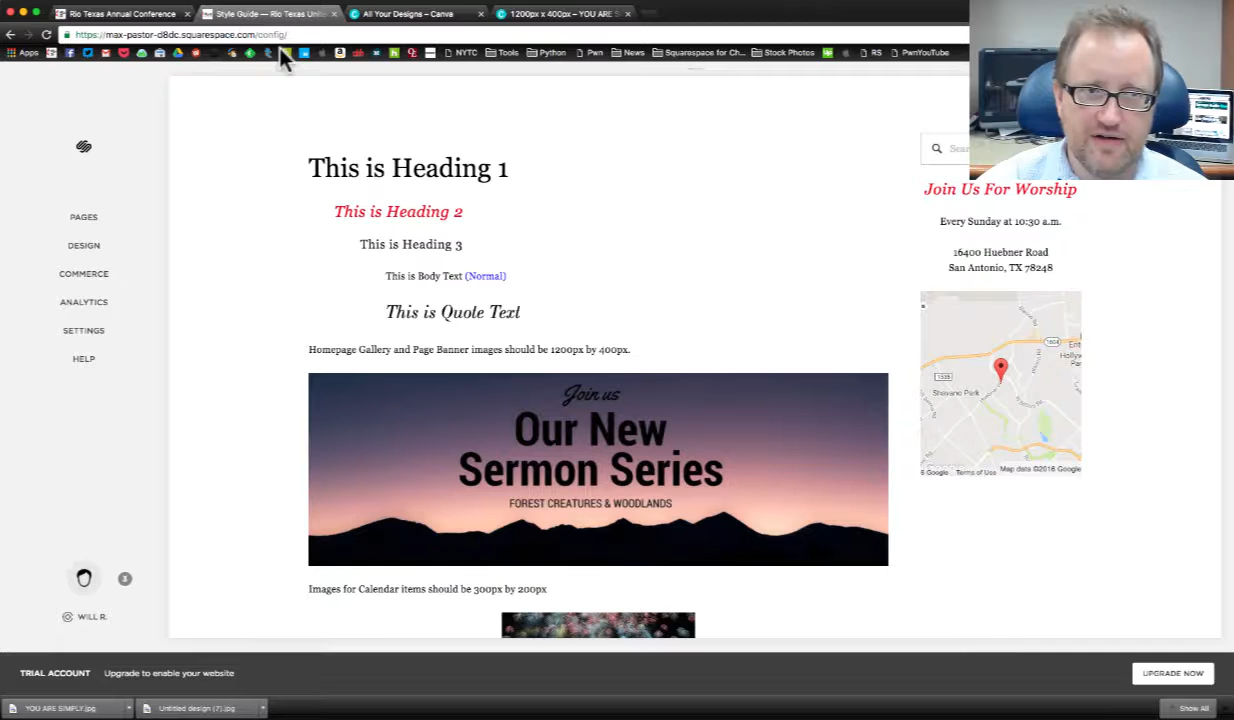 Rio Texas Annual Conference
Style Guide — Rio Texas Unite
All Your Designs – Canva
1200px x 400px – YOU ARE S
https://max-pastor-d8dc.squarespace.com/config/
Apps
NYTC
Tools
Python
Pwn
News
Squarespace for Ch...
Stock Photos
RS
PwnYouTube
This is Heading 1
Sear
Join Us For Worship
This is Heading 2
PAGES
Every Sunday at 10:30 a.m.
DESIGN
This is Heading 3
16400 Huebner Road
San Antonio, TX 78248
COMMERCE
This is Body Text (Normal)
ANALYTICS
This is Quote Text
SETTINGS
HELP
Homepage Gallery and Page Banner images should be 1200px by 400px.
1604
1535
Shavano Park
Google
Terms of Use
Map data ©2016 Google
Join us
Our New
Sermon Series
FOREST CREATURES & WOODLANDS
3
Images for Calendar items should be 300px by 200px
WILL R.
TRIAL ACCOUNT
Upgrade to enable your website
UPGRADE NOW
YOU ARE SIMPLY.jpg
Untitled design (7).jpg
Show All